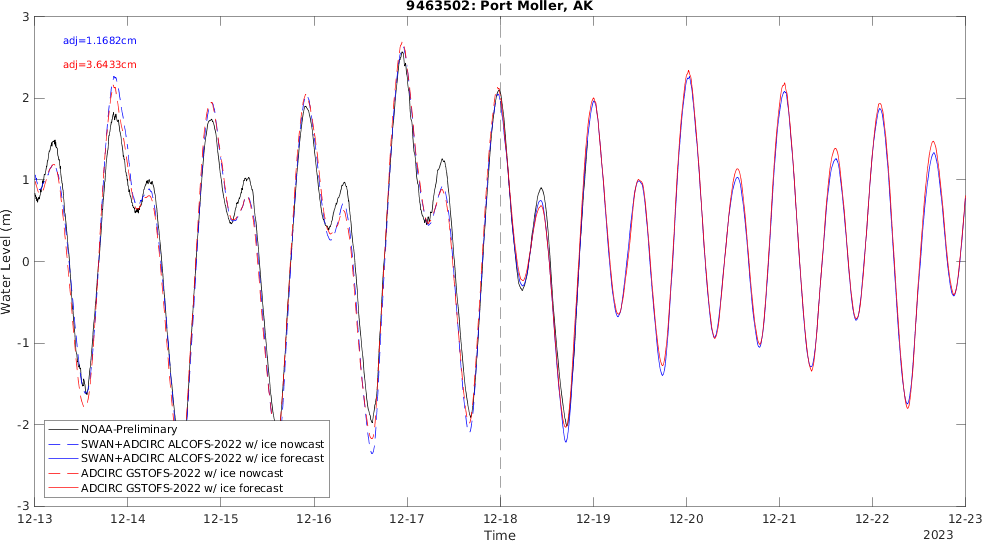 9463502: Port Moller, AK
adj=1.1682cm
adj=3.6433cm
3
2
1
0
-1
-2
-3
Water Level (m)
NOAA-Preliminary
SWAN+ADCIRC ALCOFS-2022 w/ ice nowcast
SWAN+ADCIRC ALCOFS-2022 w/ ice forecast
ADCIRC GSTOFS-2022 w/ ice nowcast
ADCIRC GSTOFS-2022 w/ ice forecast
12-13 12-14 12-15 12-16 12-17 12-18 12-19 12-20 12-21 12-22 12-23
Time
2023